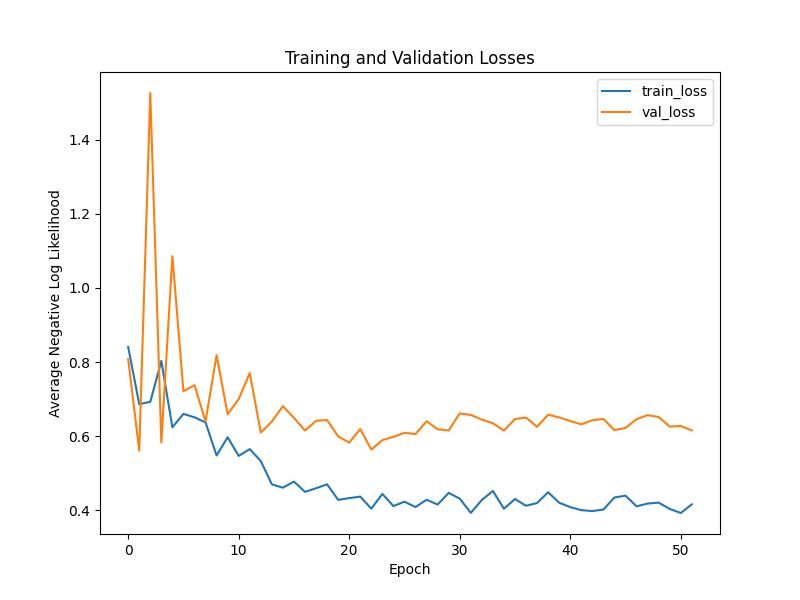 Training and Validation Losses
train_loss
val_loss
Average Negative Log Likelihood
1.4
1.2
1.0
0.8
0.6
0.4
0
10
20
30
40
50
Epoch